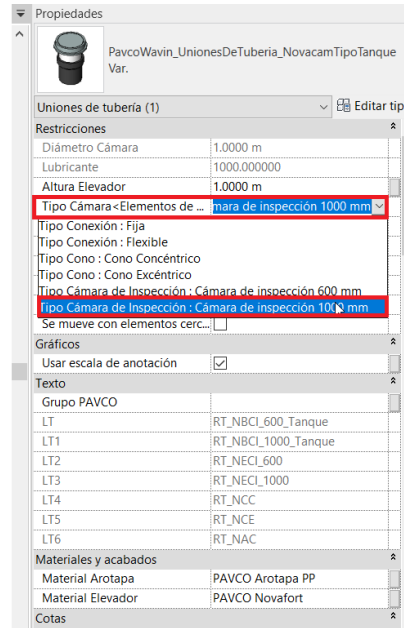 Propiedades
PavcoWavin_UnionesDeTuberia_NovacamTipoTanque
Var.
Uniones de tubería (1)
Editar tip
Restricciones
Diámetro Cámara 1.0000 m
Lubricante 1000.000000
Altura Elevador 1.0000 m
Tipo Cámara<Elementos de ... mara de inspección 1000 mm
Tipo Conexión : Fija
Tipo Conexión : Flexible
Tipo Cono : Cono Concéntrico
Tipo Cono : Cono Excéntrico
Tipo Cámara de Inspección : Cámara de inspección 600 mm
Tipo Cámara de Inspección : Cámara de inspección 1000 mm
Se mueve con elementos cerc...
Gráficos
Usar escala de anotación
Texto
Grupo PAVCO
LT RT_NBCI_600_Tanque
LT1 RT_NBCI_1000_Tanque
LT2 RT_NECI_600
LT3 RT_NECI_1000
LT4 RT_NCC
LT5 RT_NCE
LT6 RT_NAC
Materiales y acabados
Material Arotapa PAVCO Arotapa PP
Material Elevador PAVCO Novafort
Cotas